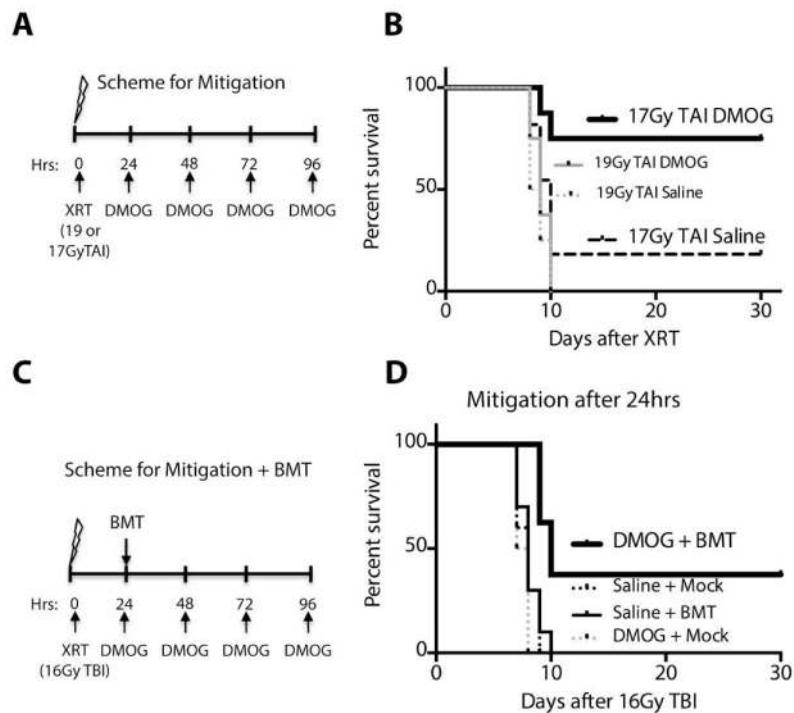 A
Scheme for Mitigation
Hrs: 0 24 48 72 96
XRT DMOG DMOG DMOG DMOG
(19 or
17GyTAI)
B
Percent survival
100
50
0
0 10 20 30
Days after XRT
17Gy TAI DMOG
19Gy TAI DMOG
19Gy TAI Saline
17Gy TAI Saline
C
Scheme for Mitigation + BMT
BMT
Hrs: 0 24 48 72 96
XRT DMOG DMOG DMOG DMOG
(16Gy TBI)
D
Mitigation after 24hrs
Percent survival
100
50
0
0 10 20 30
Days after 16Gy TBI
DMOG + BMT
Saline + Mock
Saline + BMT
DMOG + Mock